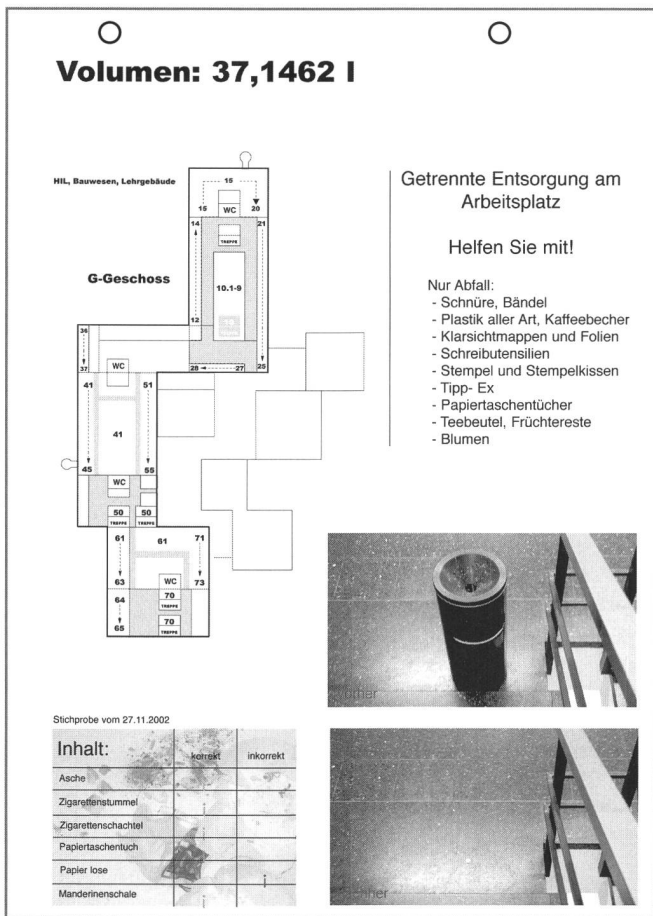 Volumen: 37,1462 l
HIL, Bauwesen, Lehrgebäude
G-Geschoss
15
15
WC
20
14
TREPPE
21
10.1-9
12
28
27
25
36
37
WC
41
51
41
45
55
WC
50
50
TREPPE
TREPPE
61
61
71
63
WC
73
64
70
TREPPE
65
70
TREPPE
Getrennte Entsorgung am
Arbeitsplatz
Helfen Sie mit!
Nur Abfall:
- Schnüre, Bändel
- Plastik aller Art, Kaffeebecher
- Klarsichtmappen und Folien
- Schreibutensilien
- Stempel und Stempelkissen
- Tipp- Ex
- Papiertaschentücher
- Teebeutel, Früchtereste
- Blumen
Stichprobe vom 27.11.2002
Inhalt:
korrekt
inkorrekt
Asche
Zigarettenstummel
Zigarettenschachtel
Papiertaschentuch
Papier lose
Manderinenschale